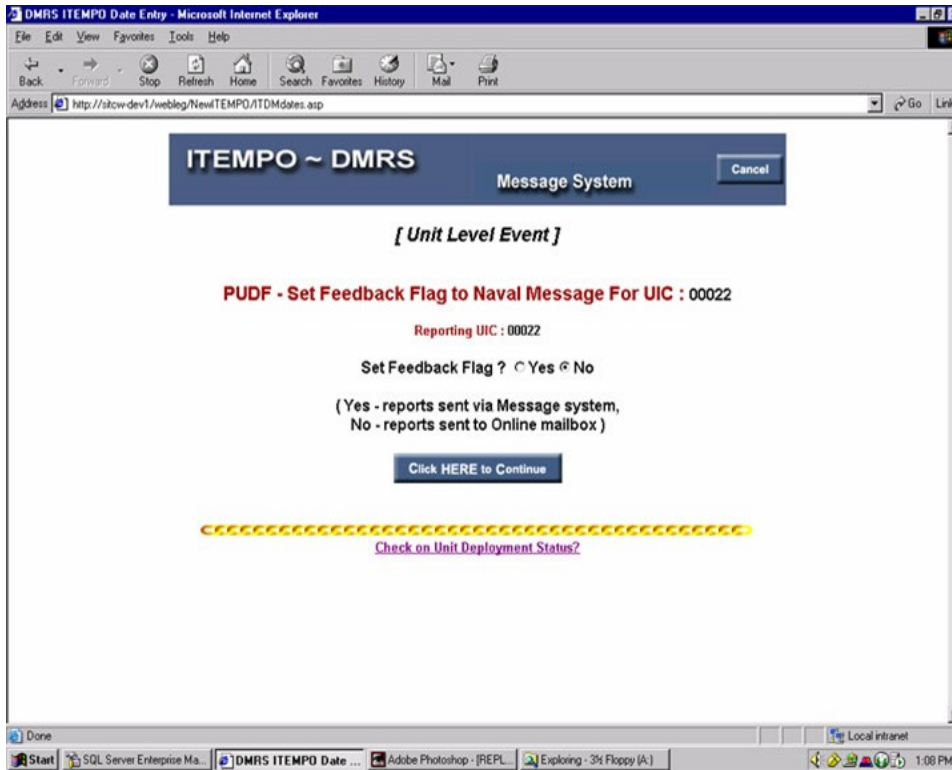 DMRS ITEMPO Date Entry - Microsoft Internet Explorer
File Edit View Favorites Tools Help
Back Forward Stop Refresh Home Search Favorites History Mail Print
Address http://sitcw-dev1/webleg/NewITEMPO/ITDMdates.asp Go Link
ITEMPO ~ DMRS
Message System
Cancel
[ Unit Level Event ]
PUDF - Set Feedback Flag to Naval Message For UIC : 00022
Reporting UIC : 00022
Set Feedback Flag ? Yes No
( Yes - reports sent via Message system,
No - reports sent to Online mailbox )
Click HERE to Continue
Check on Unit Deployment Status?
Done Local intranet
Start SQL Server Enterprise Ma... DMRS ITEMPO Date ... Adobe Photoshop - [REPL... Exploring - 3½ Floppy (A:) 1:08 P